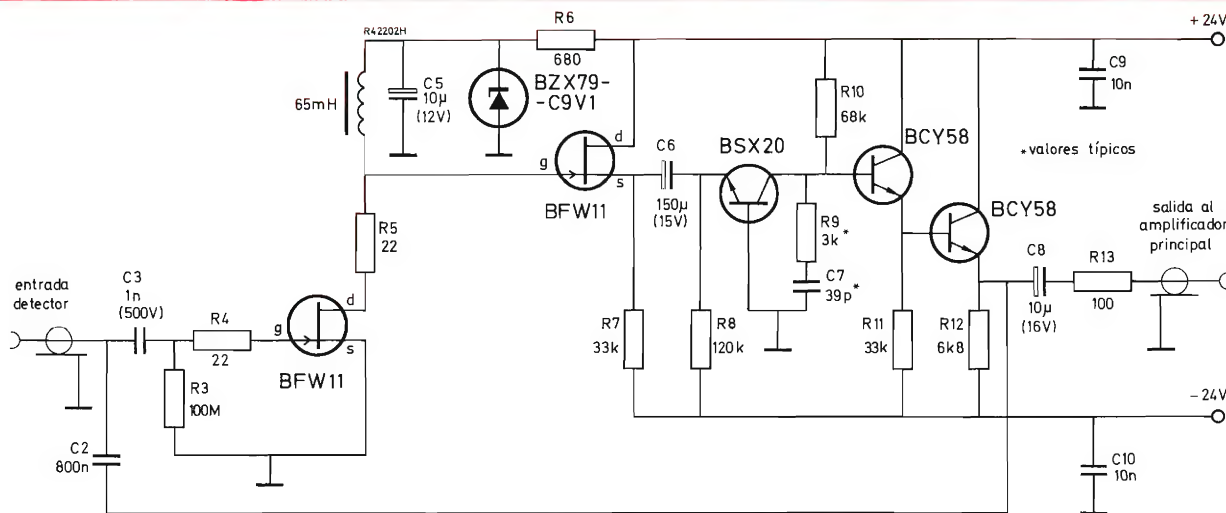 R42202H
R6
680
+ 24V
65mH
C5
10µ
(12V)
BZX79-
-C9V1
R10
68k
C9
10n
BCY58
*valores típicos
d
g
s
BFW11
C6
150µ
(15V)
BSX20
R9
3k*
C7
39p*
BCY58
salida al
amplificador
principal
R5
22
C8
10µ
(16V)
R13
100
entrada
detector
C3
1n
(500V)
R4
22
d
g
s
BFW11
R3
100M
R7
33k
R8
120k
R11
33k
R12
6k8
- 24V
C2
800n
C10
10n